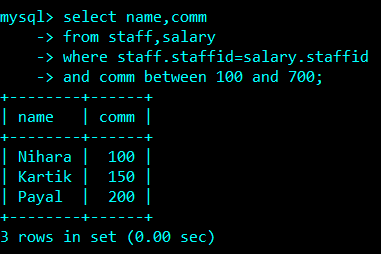 mysql> select name,comm
    -> from staff,salary
    -> where staff.staffid=salary.staffid
    -> and comm between 100 and 700;
+--------+------+
| name   | comm |
+--------+------+
| Nihara |  100 |
| Kartik |  150 |
| Payal  |  200 |
+--------+------+
3 rows in set (0.00 sec)